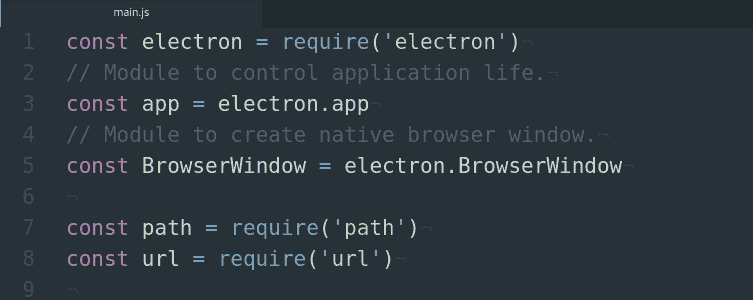 main.js
1 const electron = require('electron')¬
2 // Module to control application life.¬
3 const app = electron.app¬
4 // Module to create native browser window.¬
5 const BrowserWindow = electron.BrowserWindow¬
6 ¬
7 const path = require('path')¬
8 const url = require('url')¬
9 ¬